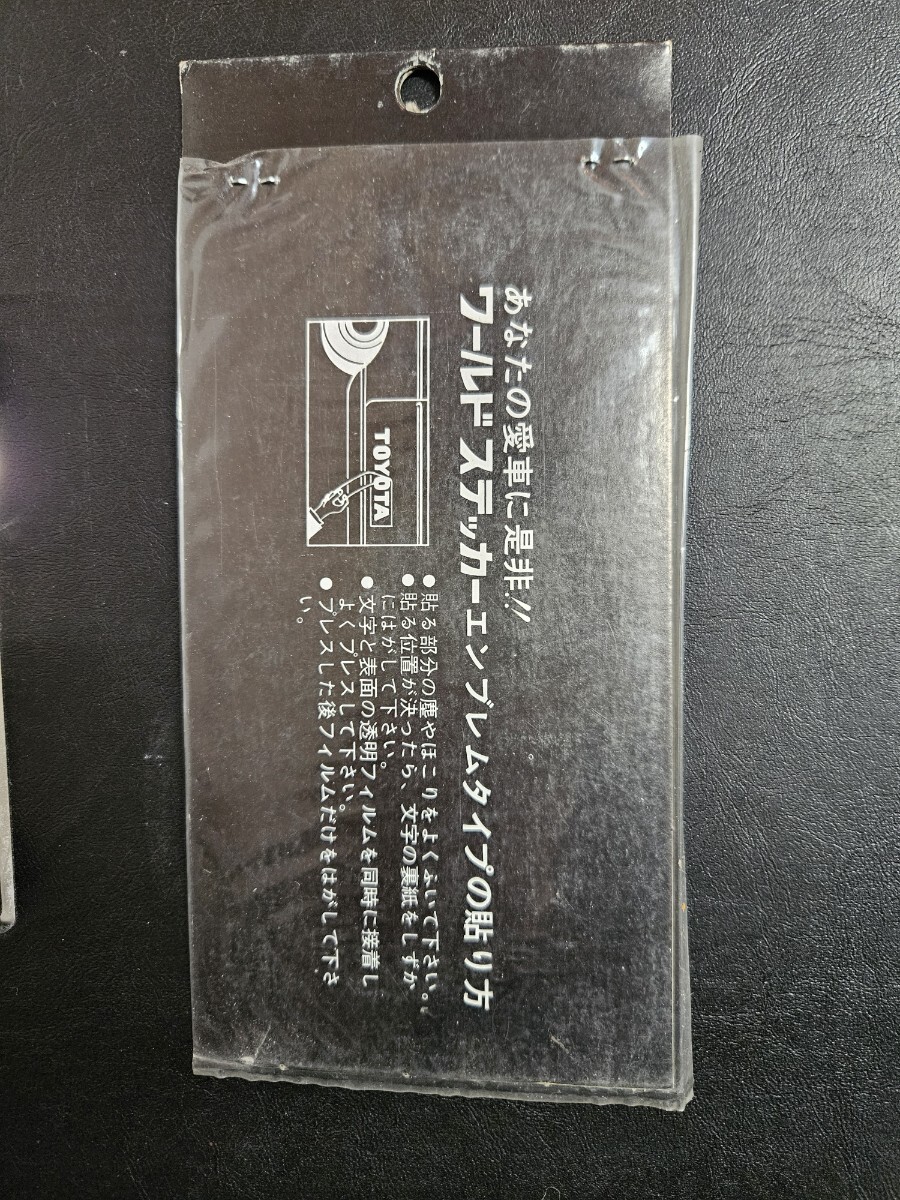 あなたの愛車に是非!!
ワールドステッカーエンブレムタイプの貼り方
TOYOTA
●貼る部分の塵やほこりをよくふいて下さい。
●貼る位置が決ったら、文字の裏紙をしずか
にはがして下さい。
●文字と表面の透明フィルムを同時に接着し
よくプレスして下さい。
●プレスした後フィルムだけをはがして下さ
い。